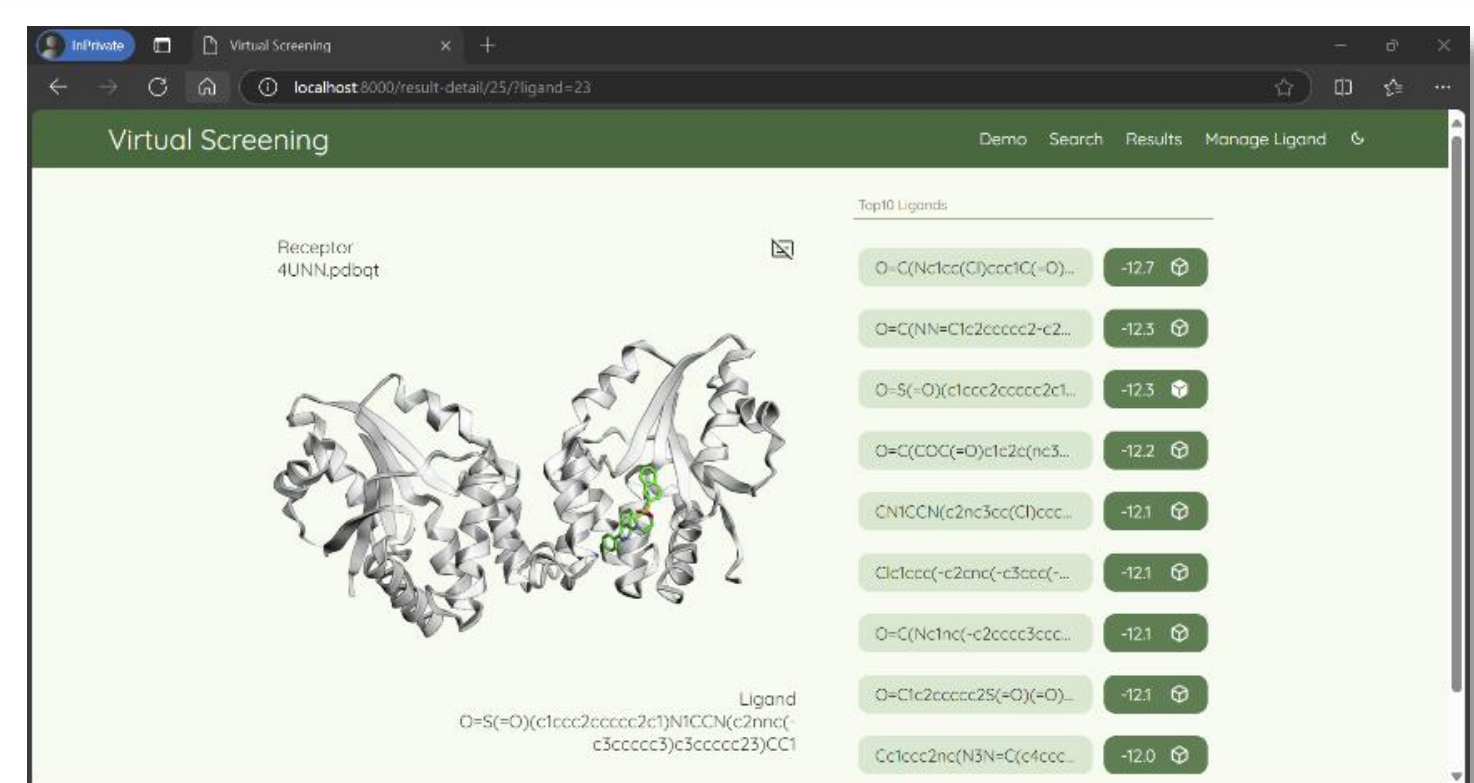 InPrivate
Virtual Screening
localhost:8000/result-detail/25/?ligand=23
Virtual Screening
Demo Search Results Manage Ligand
Receptor
4UNN.pdbqt
Ligand
O=S(=O)(c1ccc2ccccc2c1)N1CCN(c2nnc(-
c3ccccc3)c3ccccc23)CC1
Top10 Ligands
O=C(Nc1cc(Cl)ccc1C(=O)... -12.7
O=C(NN=C1c2ccccc2-c2... -12.3
O=S(=O)(c1ccc2ccccc2c1... -12.3
O=C(COC(=O)c1c2c(nc3... -12.2
CN1CCN(c2nc3cc(Cl)ccc... -12.1
Clc1ccc(-c2cnc(-c3ccc(-... -12.1
O=C(Nc1nc(-c2cccc3ccc... -12.1
O=C1c2ccccc2S(=O)(=O)... -12.1
Cc1ccc2nc(N3N=C(c4ccc... -12.0